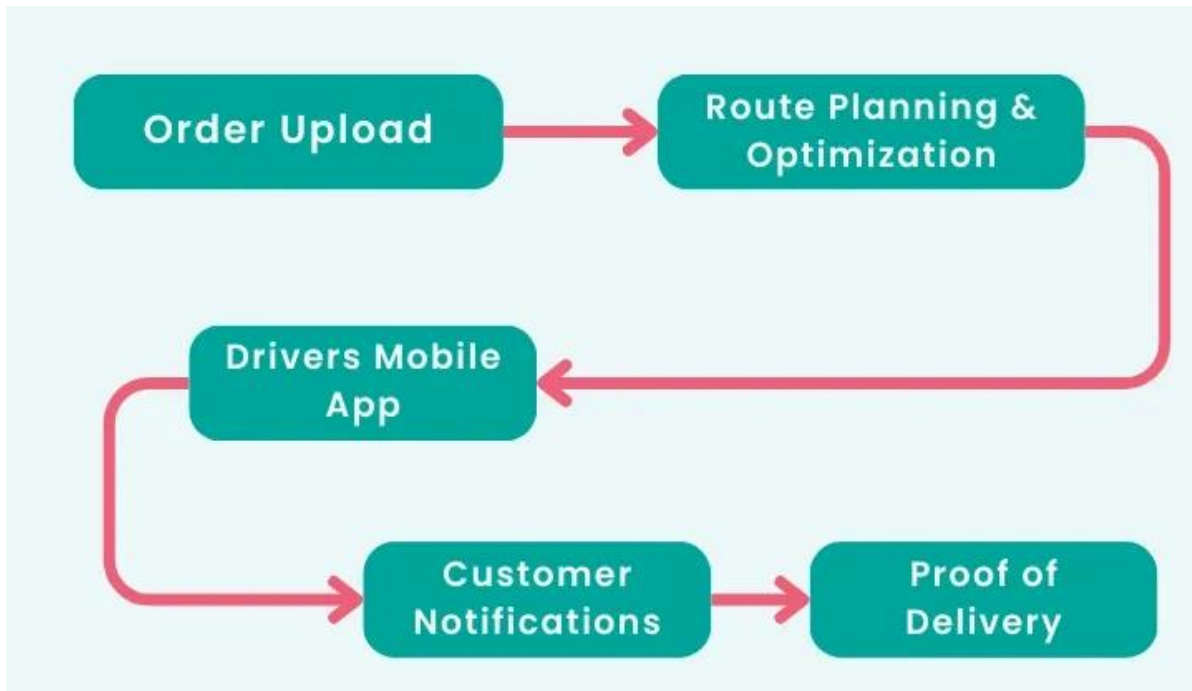 Order Upload
Route Planning &
Optimization
Drivers Mobile
App
Customer
Notifications
Proof of
Delivery